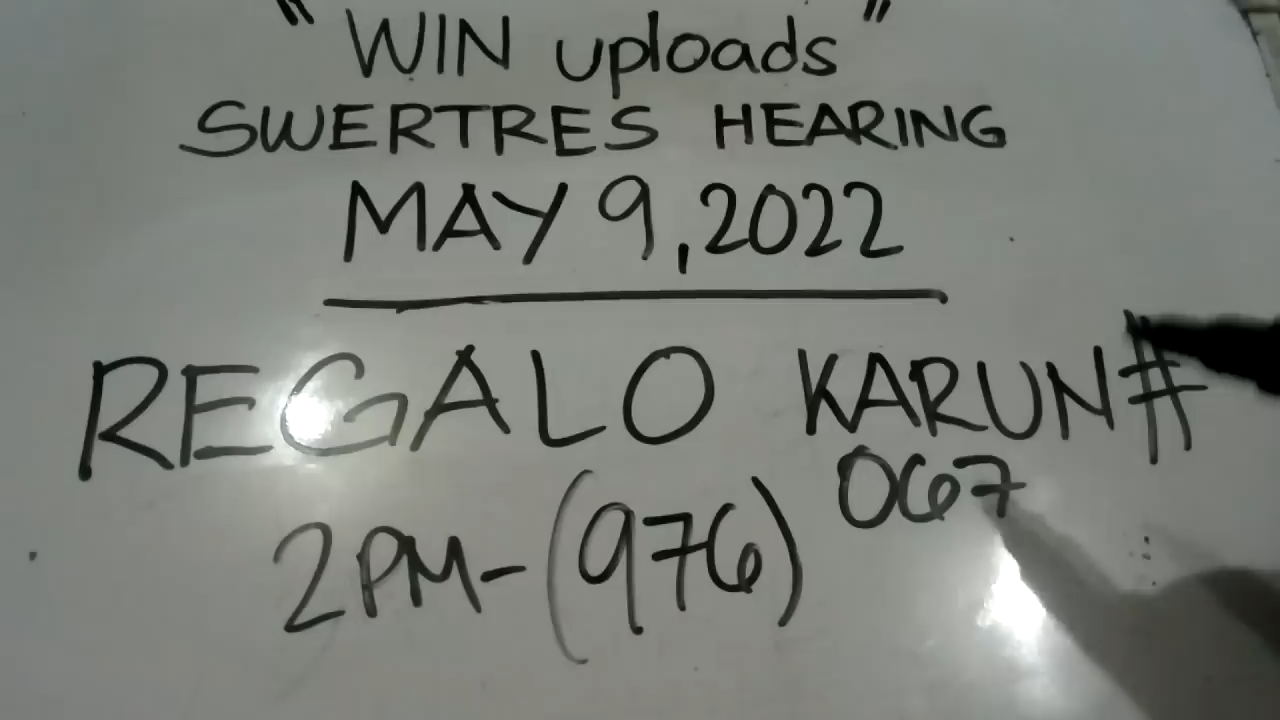 "WIN uploads"
SWERTRES HEARING
MAY 9,2022
REGALO KARUN#
067
2PM-(976)